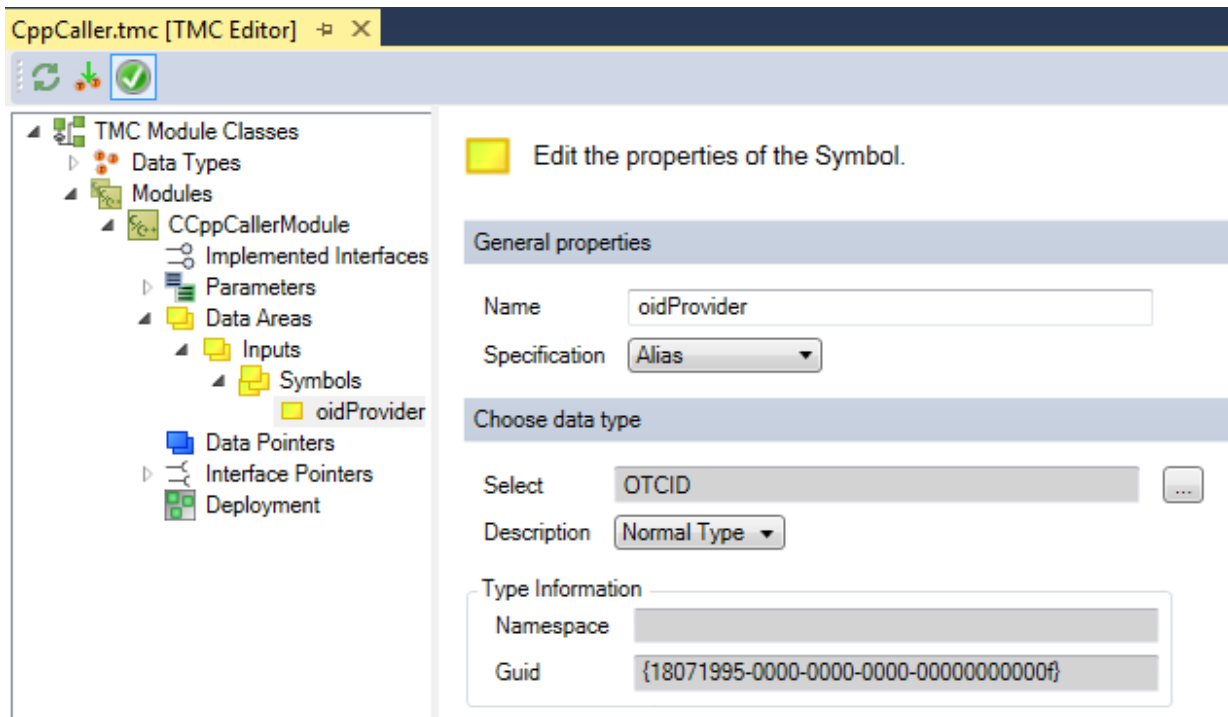 CppCaller.tmc [TMC Editor]
TMC Module Classes
Data Types
Modules
CCppCallerModule
Implemented Interfaces
Parameters
Data Areas
Inputs
Symbols
oidProvider
Data Pointers
Interface Pointers
Deployment
Edit the properties of the Symbol.
General properties
Name oidProvider
Specification Alias
Choose data type
Select OTCID ...
Description Normal Type
Type Information
Namespace
Guid {18071995-0000-0000-0000-00000000000f}